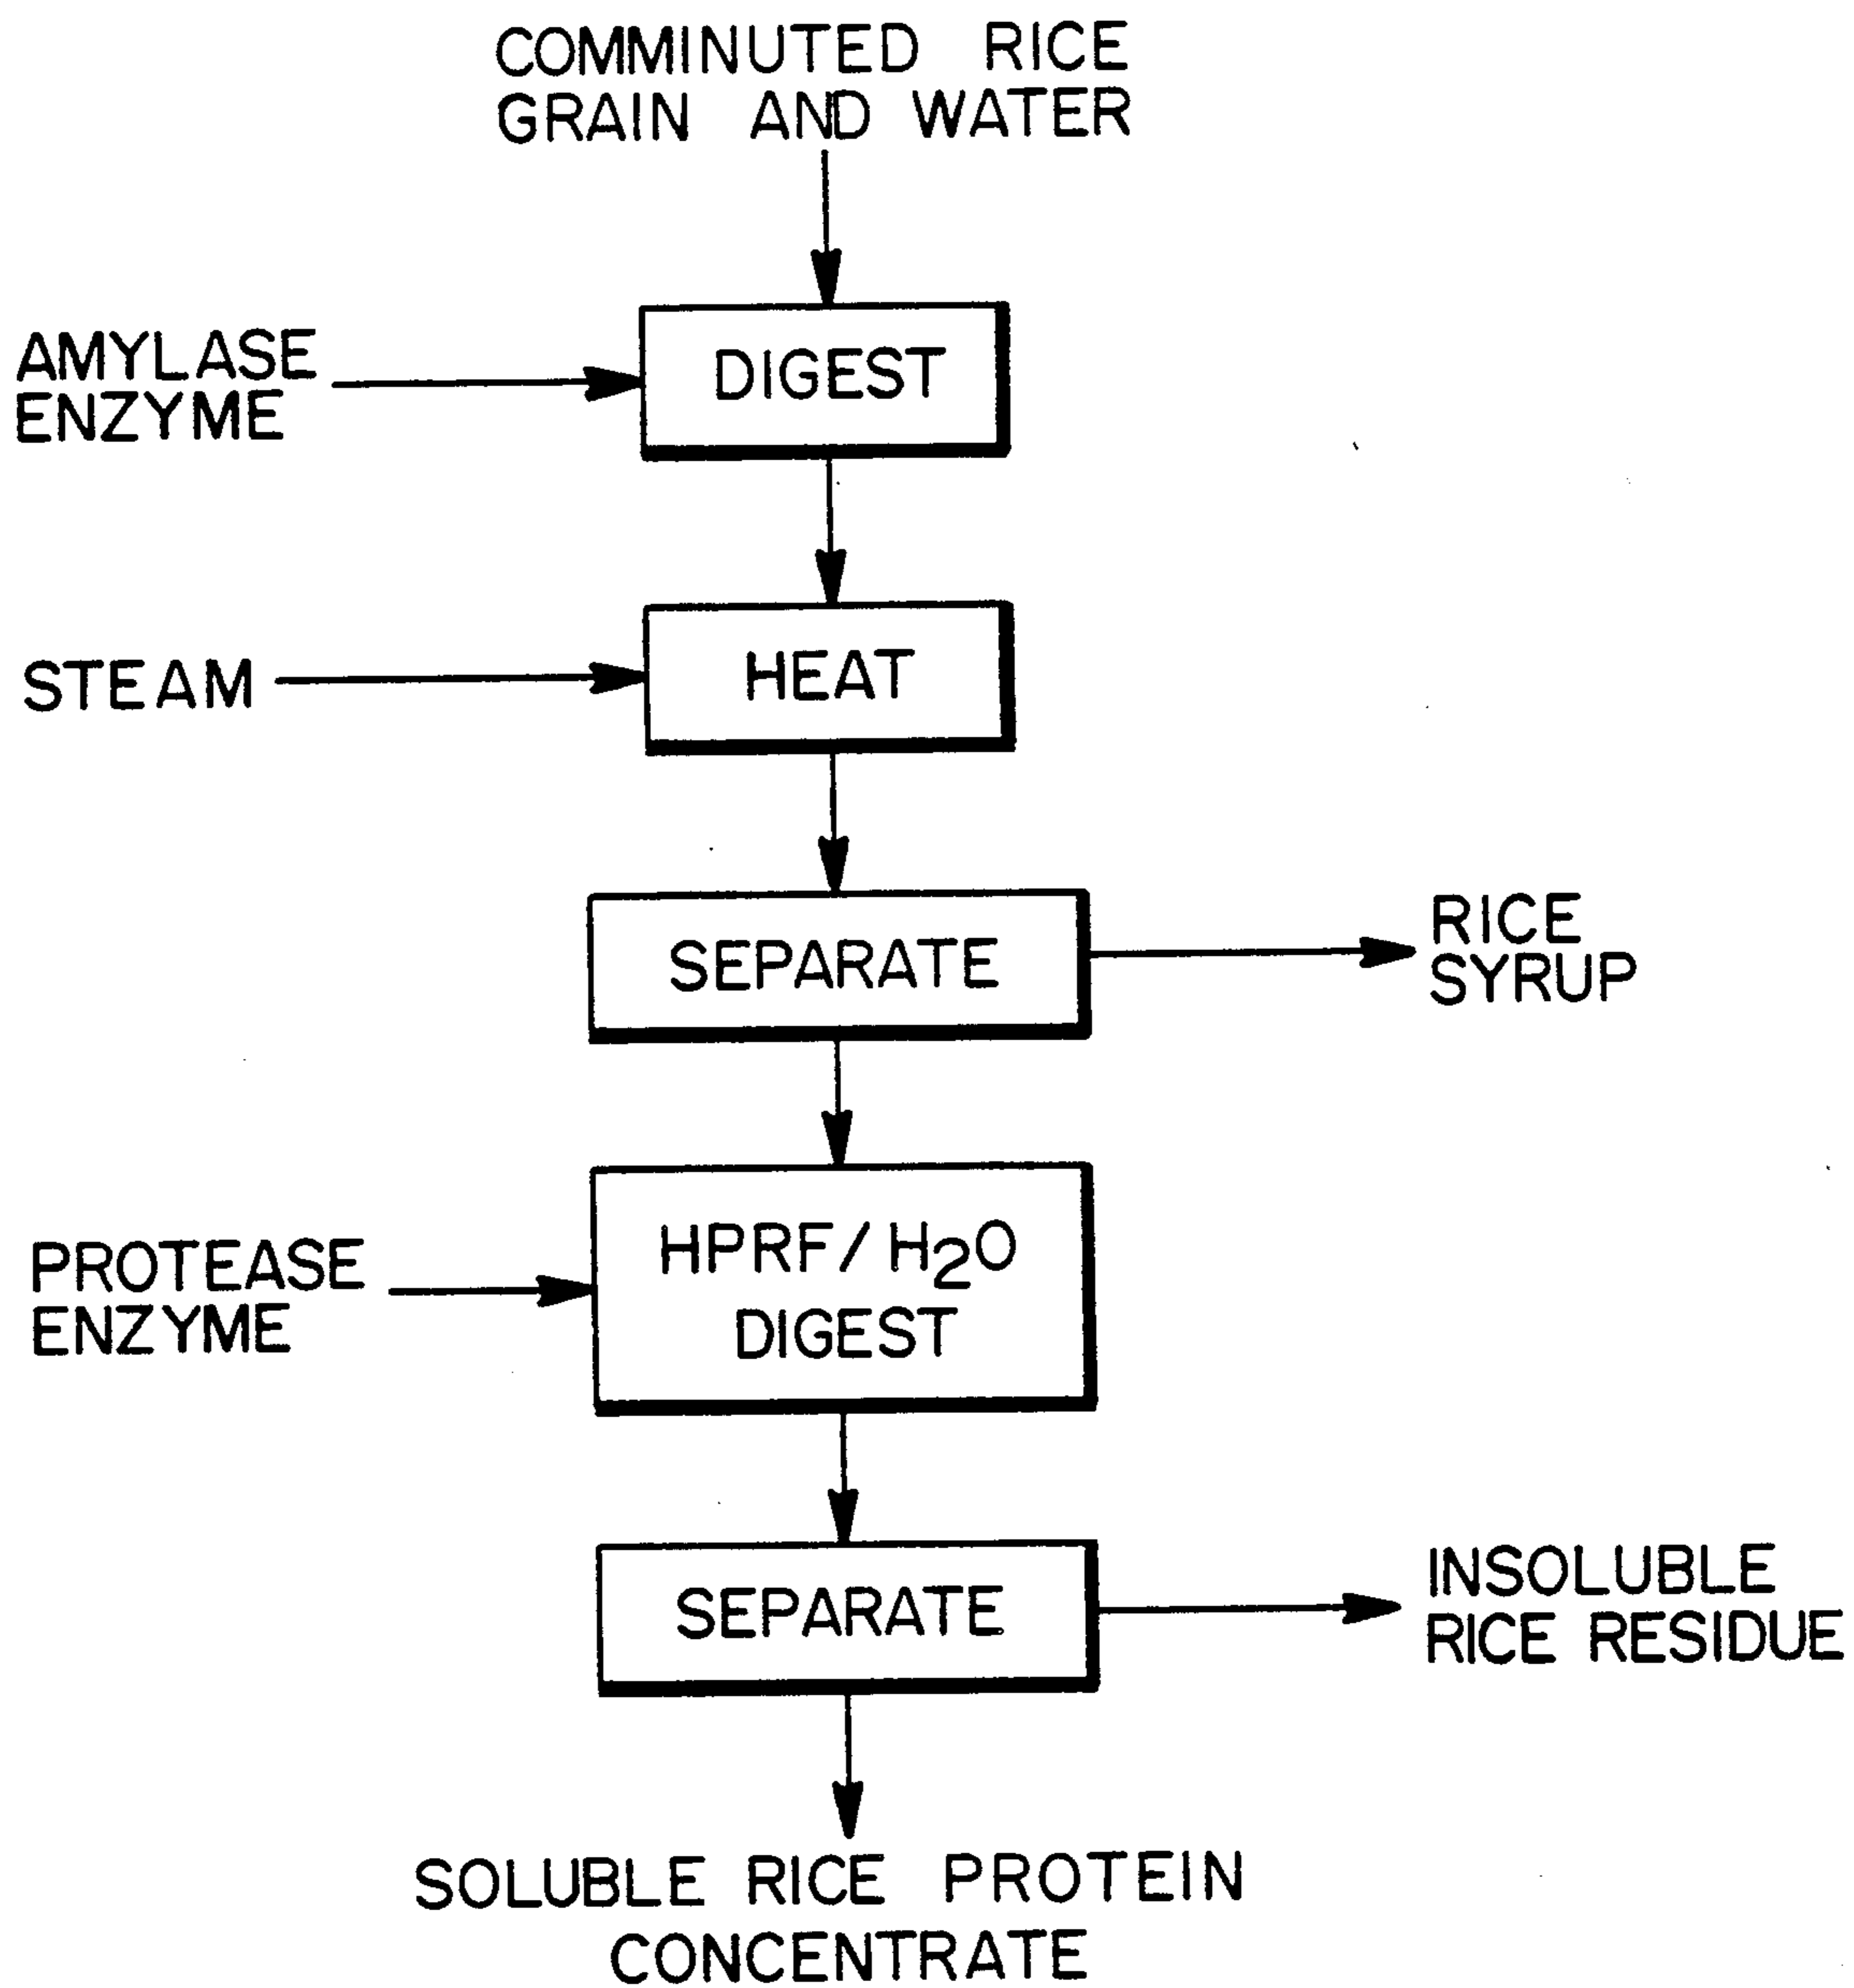 COMMINUTED RICE
GRAIN AND WATER
AMYLASE
ENZYME
DIGEST
STEAM
HEAT
SEPARATE
RICE
SYRUP
PROTEASE
ENZYME
HPRF/H₂O
DIGEST
SEPARATE
INSOLUBLE
RICE RESIDUE
SOLUBLE RICE PROTEIN
CONCENTRATE